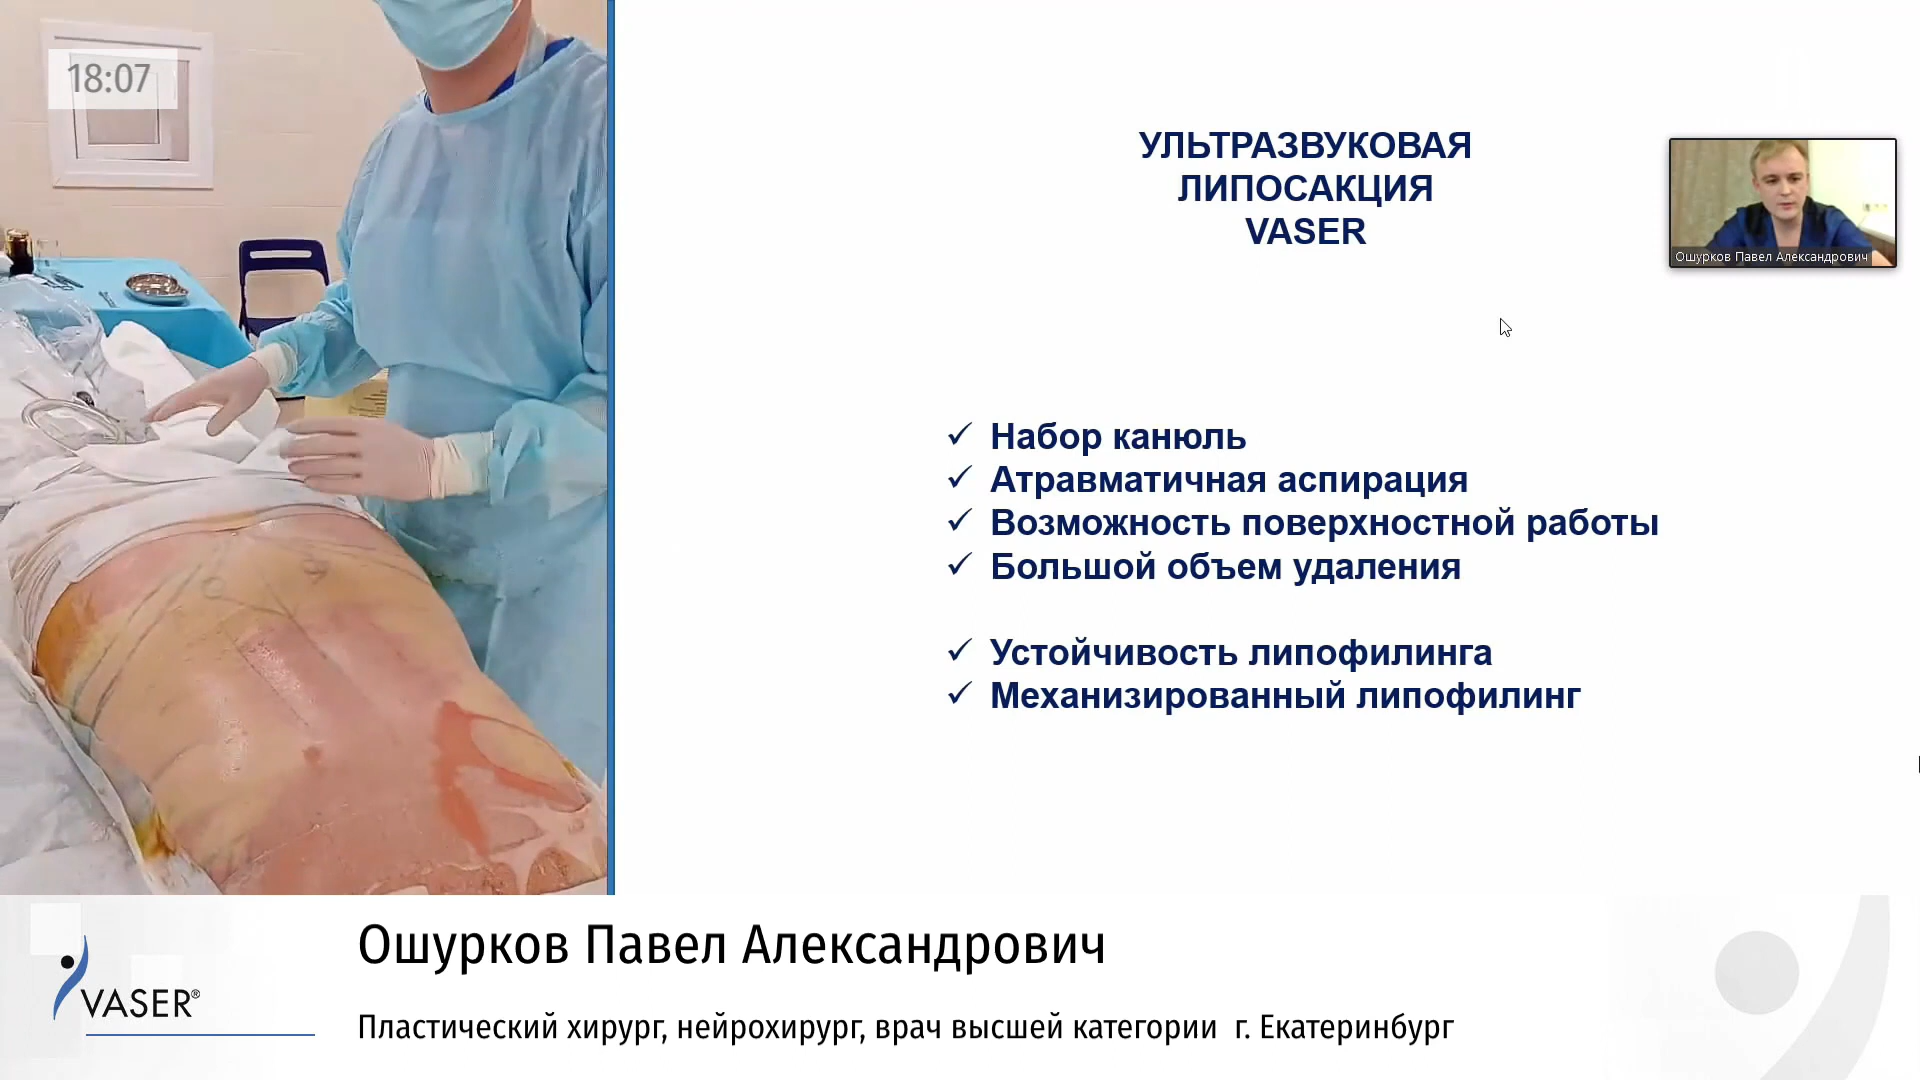 18:07
УЛЬТРАЗВУКОВАЯ
ЛИПОСАКЦИЯ
VASER
Ошурков Павел Александрович
✓ Набор канюль
✓ Атравматичная аспирация
✓ Возможность поверхностной работы
✓ Большой объем удаления
✓ Устойчивость липофилинга
✓ Механизированный липофилинг
VASER®
Ошурков Павел Александрович
Пластический хирург, нейрохирург, врач высшей категории г. Екатеринбург